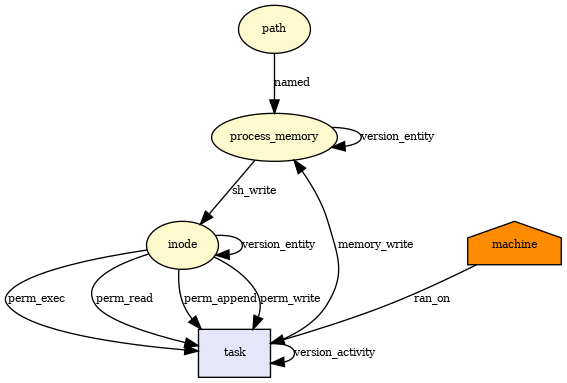 path
named
process_memory
version_entity
sh_write
inode
version_entity
memory_write
machine
perm_exec
perm_read
perm_append
perm_write
ran_on
task
version_activity